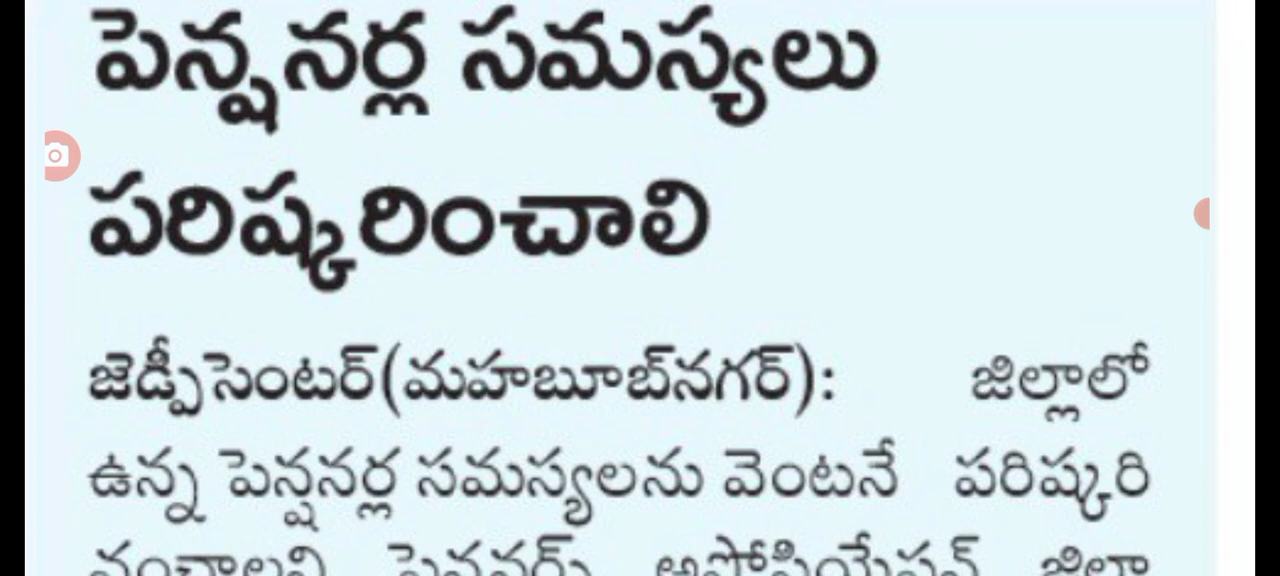 పెన్షనర్ల సమస్యలు
పరిష్కరించాలి
జెడ్పీసెంటర్(మహబూబ్‌నగర్): జిల్లాలో
ఉన్న పెన్షనర్ల సమస్యలను వెంటనే పరిష్కరి